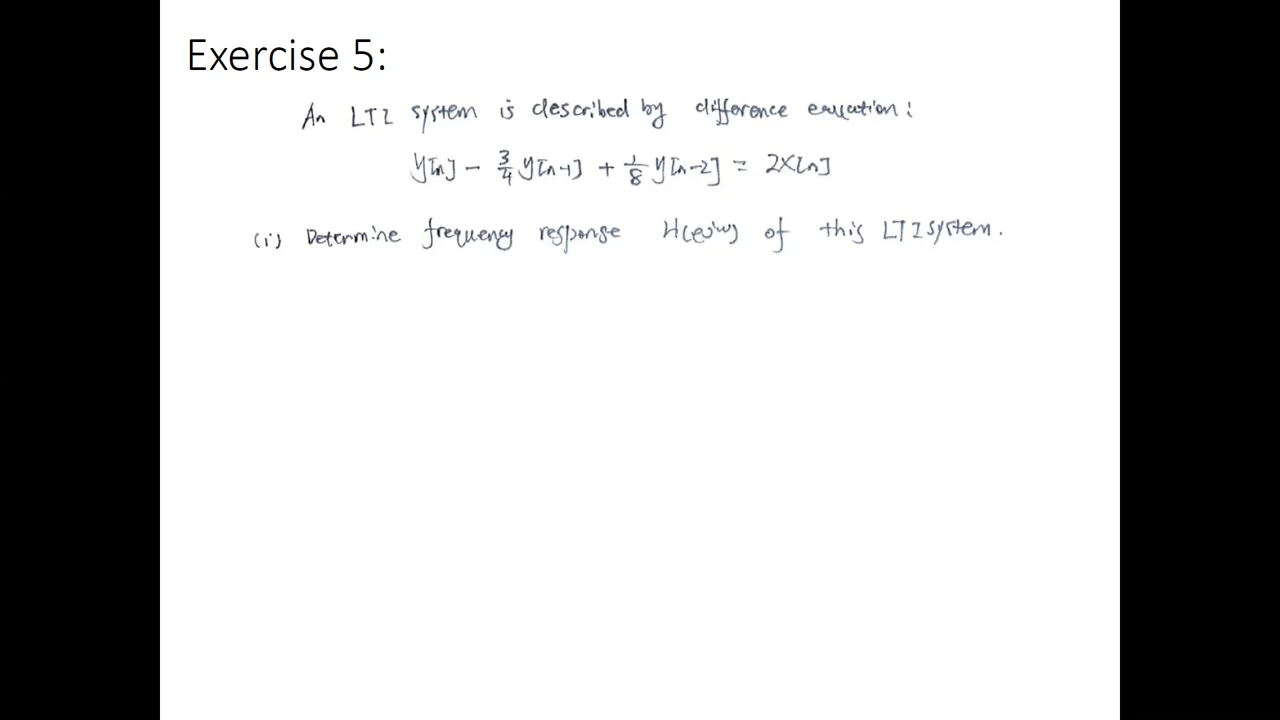 Exercise 5:
An LTI system is described by difference equation:
y[n] - 3/4 y[n-1] + 1/8 y[n-2] = 2x[n]
(i) Determine frequency response H(e^jω) of this LTI system.